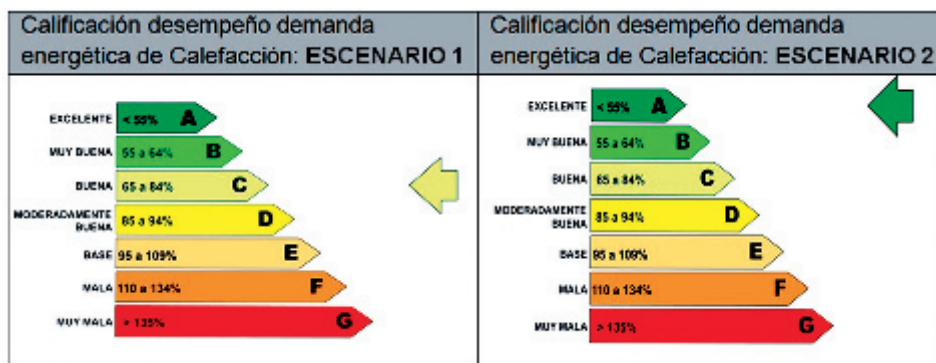 Calificación desempeño demanda
energética de Calefacción: ESCENARIO 1
EXCELENTE < 55% A
MUY BUENA 55 a 64% B
BUENA 65 a 84% C
MODERADAMENTE
BUENA 85 a 94% D
BASE 95 a 109% E
MALA 110 a 134% F
MUY MALA > 135% G
Calificación desempeño demanda
energética de Calefacción: ESCENARIO 2
EXCELENTE < 55% A
MUY BUENA 55 a 64% B
BUENA 65 a 84% C
MODERADAMENTE
BUENA 85 a 94% D
BASE 95 a 109% E
MALA 110 a 134% F
MUY MALA > 135% G